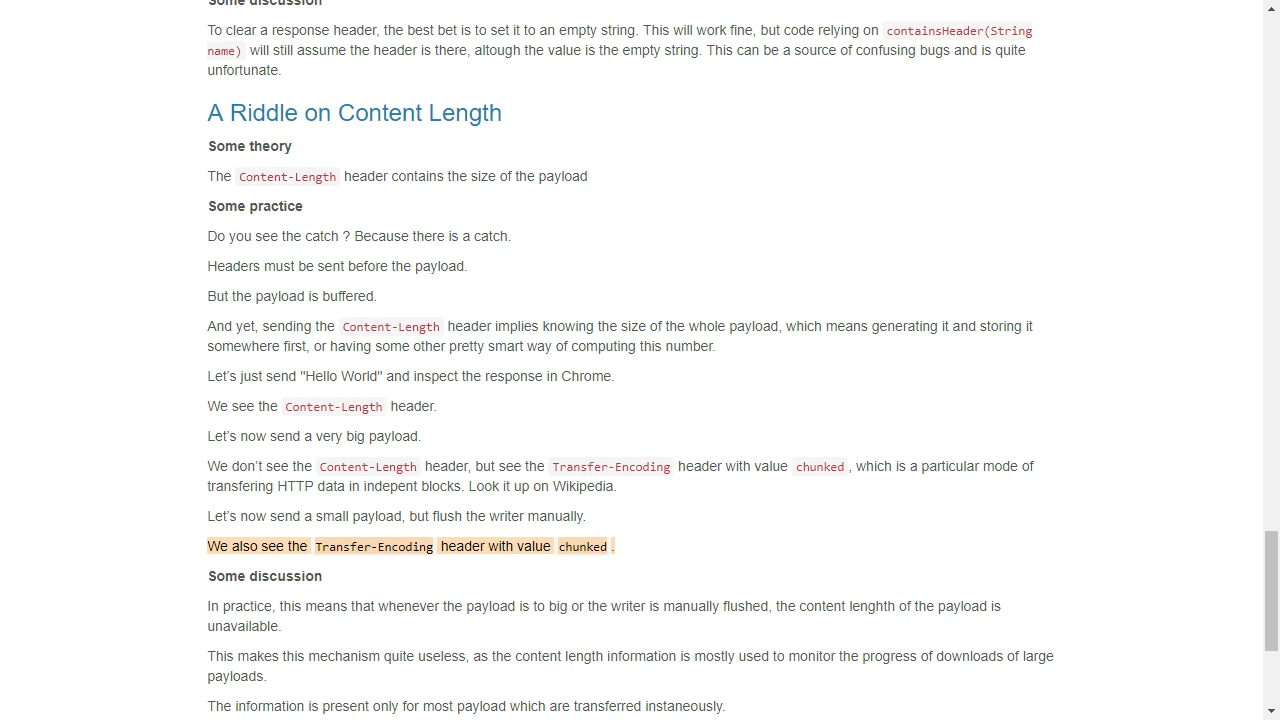 Some discussion
To clear a response header, the best bet is to set it to an empty string. This will work fine, but code relying on containsHeader(String
name) will still assume the header is there, altough the value is the empty string. This can be a source of confusing bugs and is quite
unfortunate.
A Riddle on Content Length
Some theory
The Content-Length header contains the size of the payload
Some practice
Do you see the catch ? Because there is a catch.
Headers must be sent before the payload.
But the payload is buffered.
And yet, sending the Content-Length header implies knowing the size of the whole payload, which means generating it and storing it
somewhere first, or having some other pretty smart way of computing this number.
Let's just send "Hello World" and inspect the response in Chrome.
We see the Content-Length header.
Let's now send a very big payload.
We don't see the Content-Length header, but see the Transfer-Encoding header with value chunked , which is a particular mode of
transfering HTTP data in indepent blocks. Look it up on Wikipedia.
Let's now send a small payload, but flush the writer manually.
We also see the Transfer-Encoding header with value chunked .
Some discussion
In practice, this means that whenever the payload is to big or the writer is manually flushed, the content lenghth of the payload is
unavailable.
This makes this mechanism quite useless, as the content length information is mostly used to monitor the progress of downloads of large
payloads.
The information is present only for most payload which are transferred instaneously.